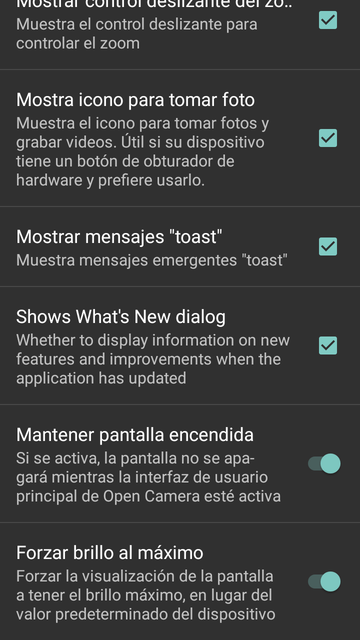 Mostrar control deslizante del zo..
Muestra el control deslizante para
controlar el zoom
Mostra icono para tomar foto
Muestra el icono para tomar fotos y
grabar videos. Útil si su dispositivo
tiene un botón de obturador de
hardware y prefiere usarlo.
Mostrar mensajes "toast"
Muestra mensajes emergentes "toast"
Shows What's New dialog
Whether to display information on new
features and improvements when the
application has updated
Mantener pantalla encendida
Si se activa, la pantalla no se apa-
gará mientras la interfaz de usuario
principal de Open Camera esté activa
Forzar brillo al máximo
Forzar la visualización de la pantalla
a tener el brillo máximo, en lugar del
valor predeterminado del dispositivo